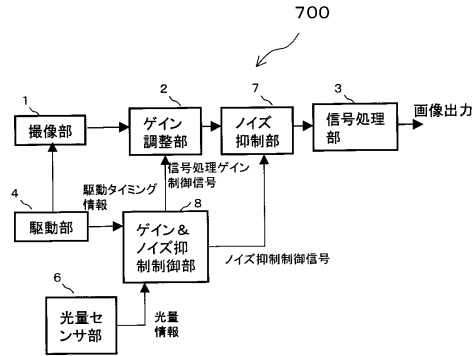 700
1
撮像部
2
ゲイン
調整部
7
ノイズ
抑制部
3
信号処理
部
画像出力
信号処理ゲイン
制御信号
4
駆動部
駆動タイミング
情報
8
ゲイン&
ノイズ抑
制制御部
ノイズ抑制制御信号
6
光量セ
ンサ部
光量
情報